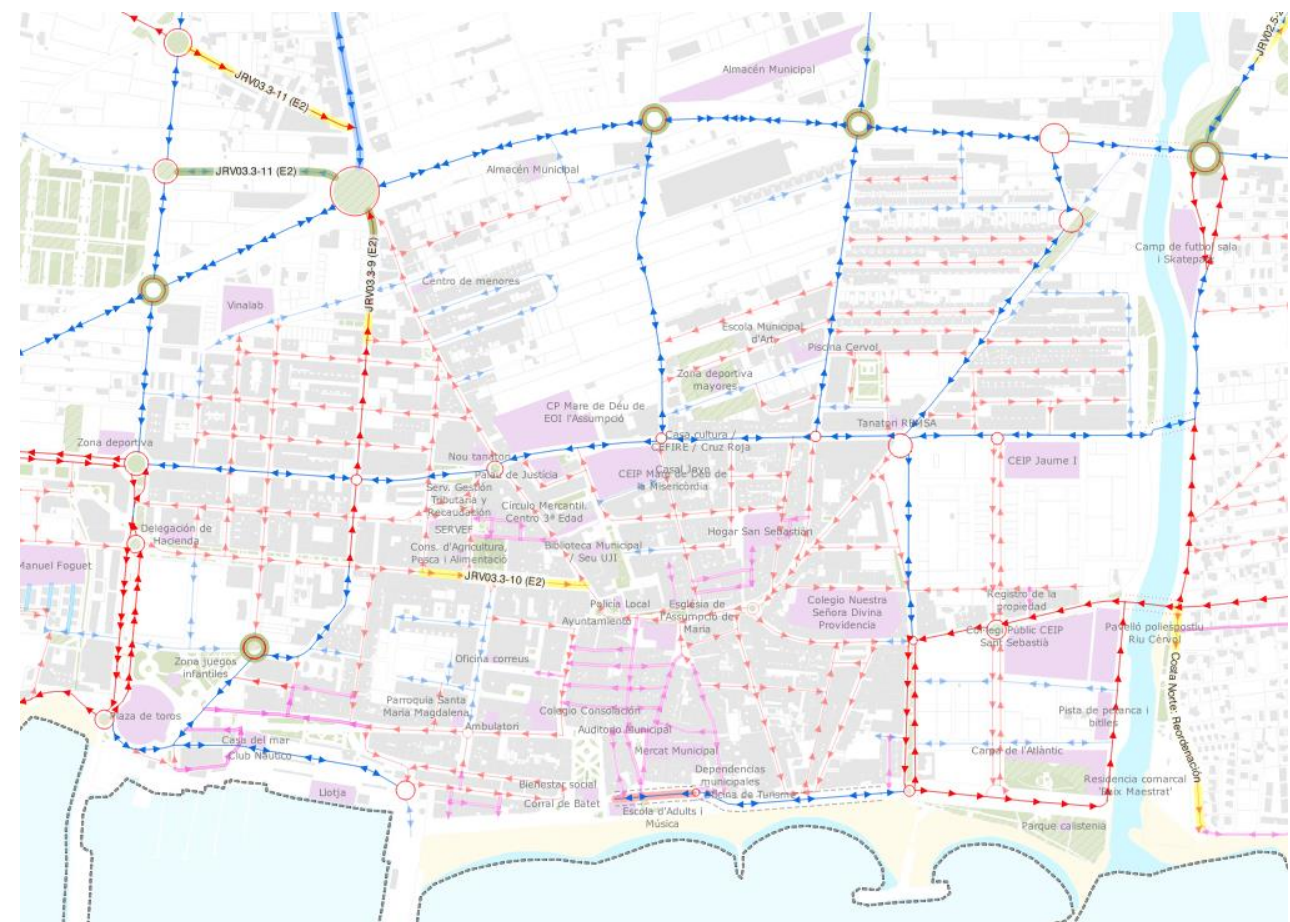 JRV02.5-2
JRV03.3-11 (E2)
Almacén Municipal
JRV03.3-11 (E2)
Almacén Municipal
Camp de futbol sala
i Skatepark
JRV03.3-9 (E2)
Centro de menores
Vinalab
Escola Municipal
d'Art
Piscina Cervol
Zona deportiva
mayores
CP Mare de Déu de
EOI l'Assumpció
Tanatori REMSA
Zona deportiva
Casa cultura /
CEFIRE / Cruz Roja
Nou tanatori
Palau de Justícia
Casal Jove
CEIP Mare de Déu de
la Misericòrdia
CEIP Jaume I
Serv. Gestión
Tributaria y
Recaudación
Círculo Mercantil.
Centro 3ª Edad
SERVEF
Delegación de
Hacienda
Hogar San Sebastián
Cons. d'Agricultura,
Pesca i Alimentació
Biblioteca Municipal
/ Seu UJI
Manuel Foguet
JRV03.3-10 (E2)
Policía Local
Ayuntamiento
Església de
l'Assumpció de
Maria
Colegio Nuestra
Señora Divina
Providencia
Registro de la
propiedad
Col·legi Públic CEIP
Sant Sebastià
Pavelló poliesportiu
Riu Cérvol
Zona juegos
infantiles
Oficina correus
Costa Norte: Reordenación
Parroquia Santa
Maria Magdalena
Colegio Consolación
Plaza de toros
Ambulatori
Auditorio Municipal
Pista de petanca i
bitlles
Casa del mar
Club Náutico
Mercat Municipal
Carpa de l'Atlàntic
Llotja
Bienestar social
Corral de Batet
Dependencias
municipales
Oficina de Turisme
Residencia comarcal
'Baix Maestrat'
Escola d'Adults i
Música
Parque calistenia